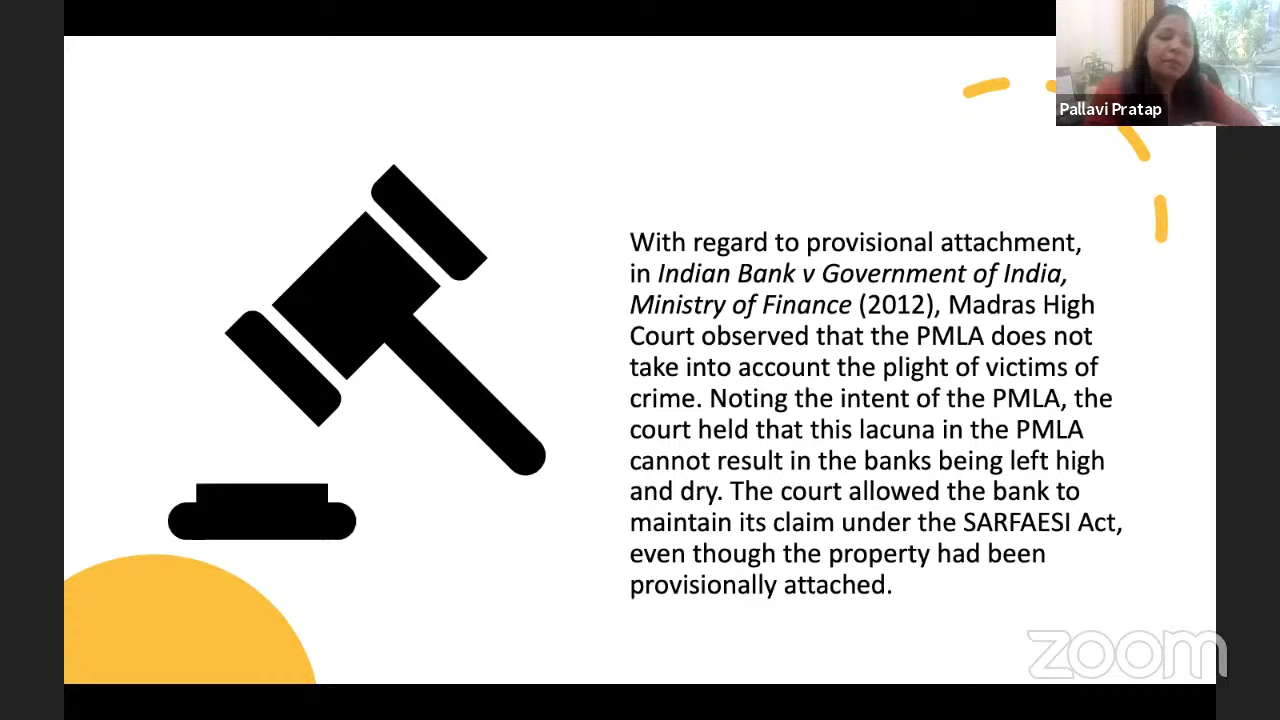 Pallavi Pratap
With regard to provisional attachment,
in Indian Bank v Government of India,
Ministry of Finance (2012), Madras High
Court observed that the PMLA does not
take into account the plight of victims of
crime. Noting the intent of the PMLA, the
court held that this lacuna in the PMLA
cannot result in the banks being left high
and dry. The court allowed the bank to
maintain its claim under the SARFAESI Act,
even though the property had been
provisionally attached.
zoom